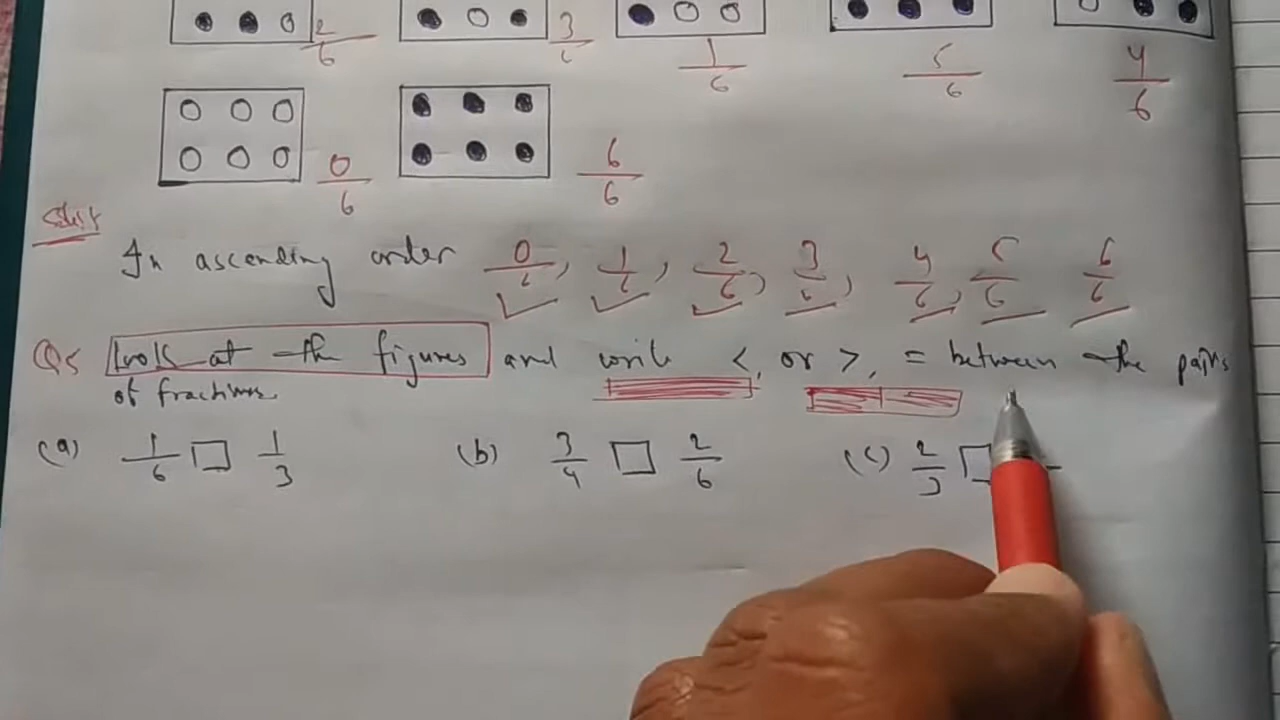 2/6 3/6 1/6 5/6 4/6
0/6 6/6
In ascending order 0/6, 1/6, 2/6, 3/6, 4/6, 5/6 6/6
Q5 Look at the figures and write <, or >, = between the pairs
of fractions.
(a) 1/6 □ 1/3 (b) 3/4 □ 2/6 (c) 2/3 □